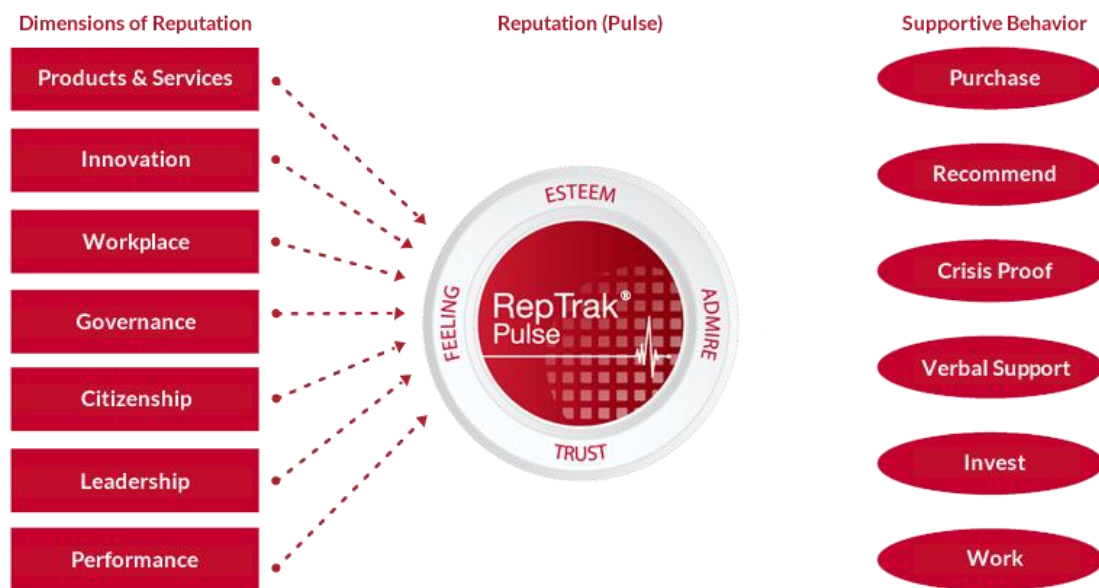 Dimensions of Reputation
Reputation (Pulse)
Supportive Behavior
Products & Services
Innovation
Workplace
Governance
Citizenship
Leadership
Performance
ESTEEM
FEELING
ADMIRE
TRUST
RepTrak®
Pulse
Purchase
Recommend
Crisis Proof
Verbal Support
Invest
Work